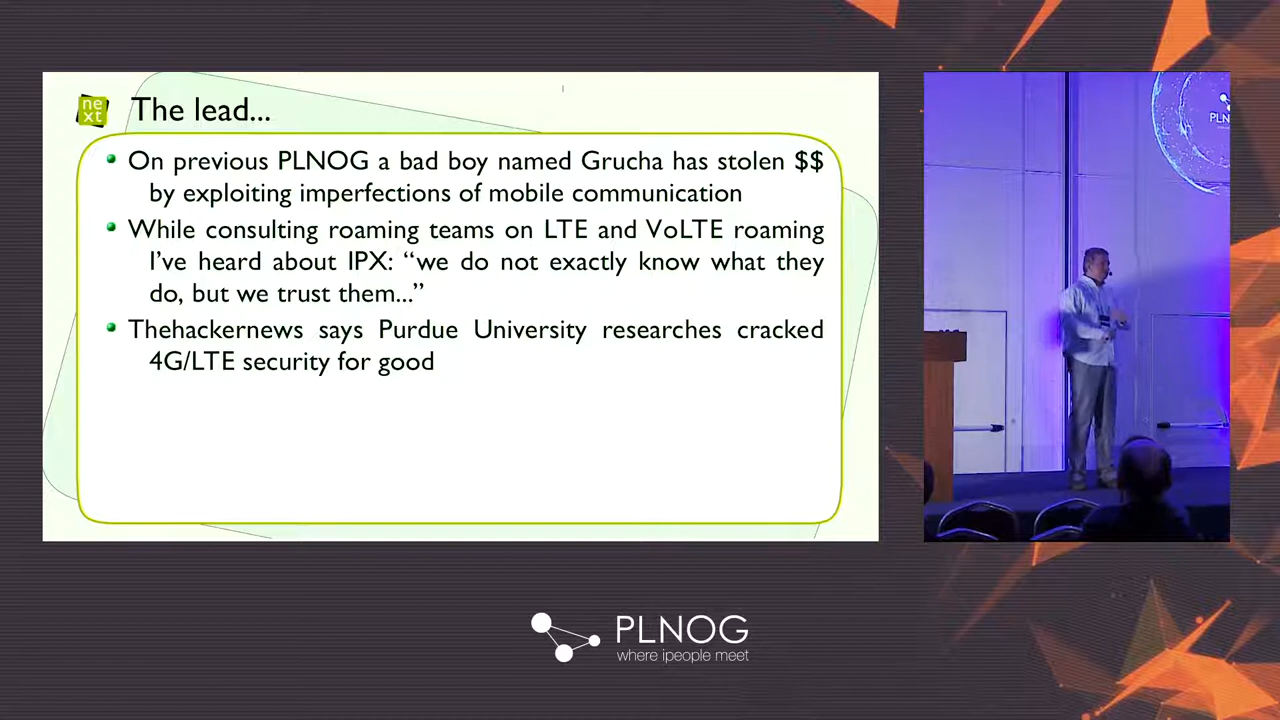 ne
xt
The lead...
On previous PLNOG a bad boy named Grucha has stolen $$
by exploiting imperfections of mobile communication
While consulting roaming teams on LTE and VoLTE roaming
I've heard about IPX: “we do not exactly know what they
do, but we trust them...”
Thehackernews says Purdue University researches cracked
4G/LTE security for good
PLN
PLNOG
where ipeople meet